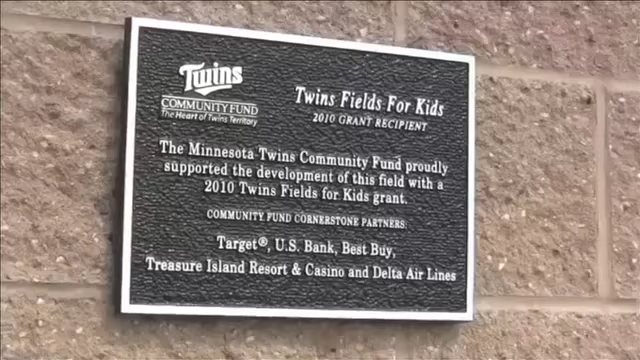 Twins
COMMUNITY FUND
The Heart of Twins Territory
Twins Fields For Kids
2010 GRANT RECIPIENT
The Minnesota Twins Community Fund proudly
supported the development of this field with a
2010 Twins Fields for Kids grant.
COMMUNITY FUND CORNERSTONE PARTNERS:
Target®, U.S. Bank, Best Buy,
Treasure Island Resort & Casino and Delta Air Lines